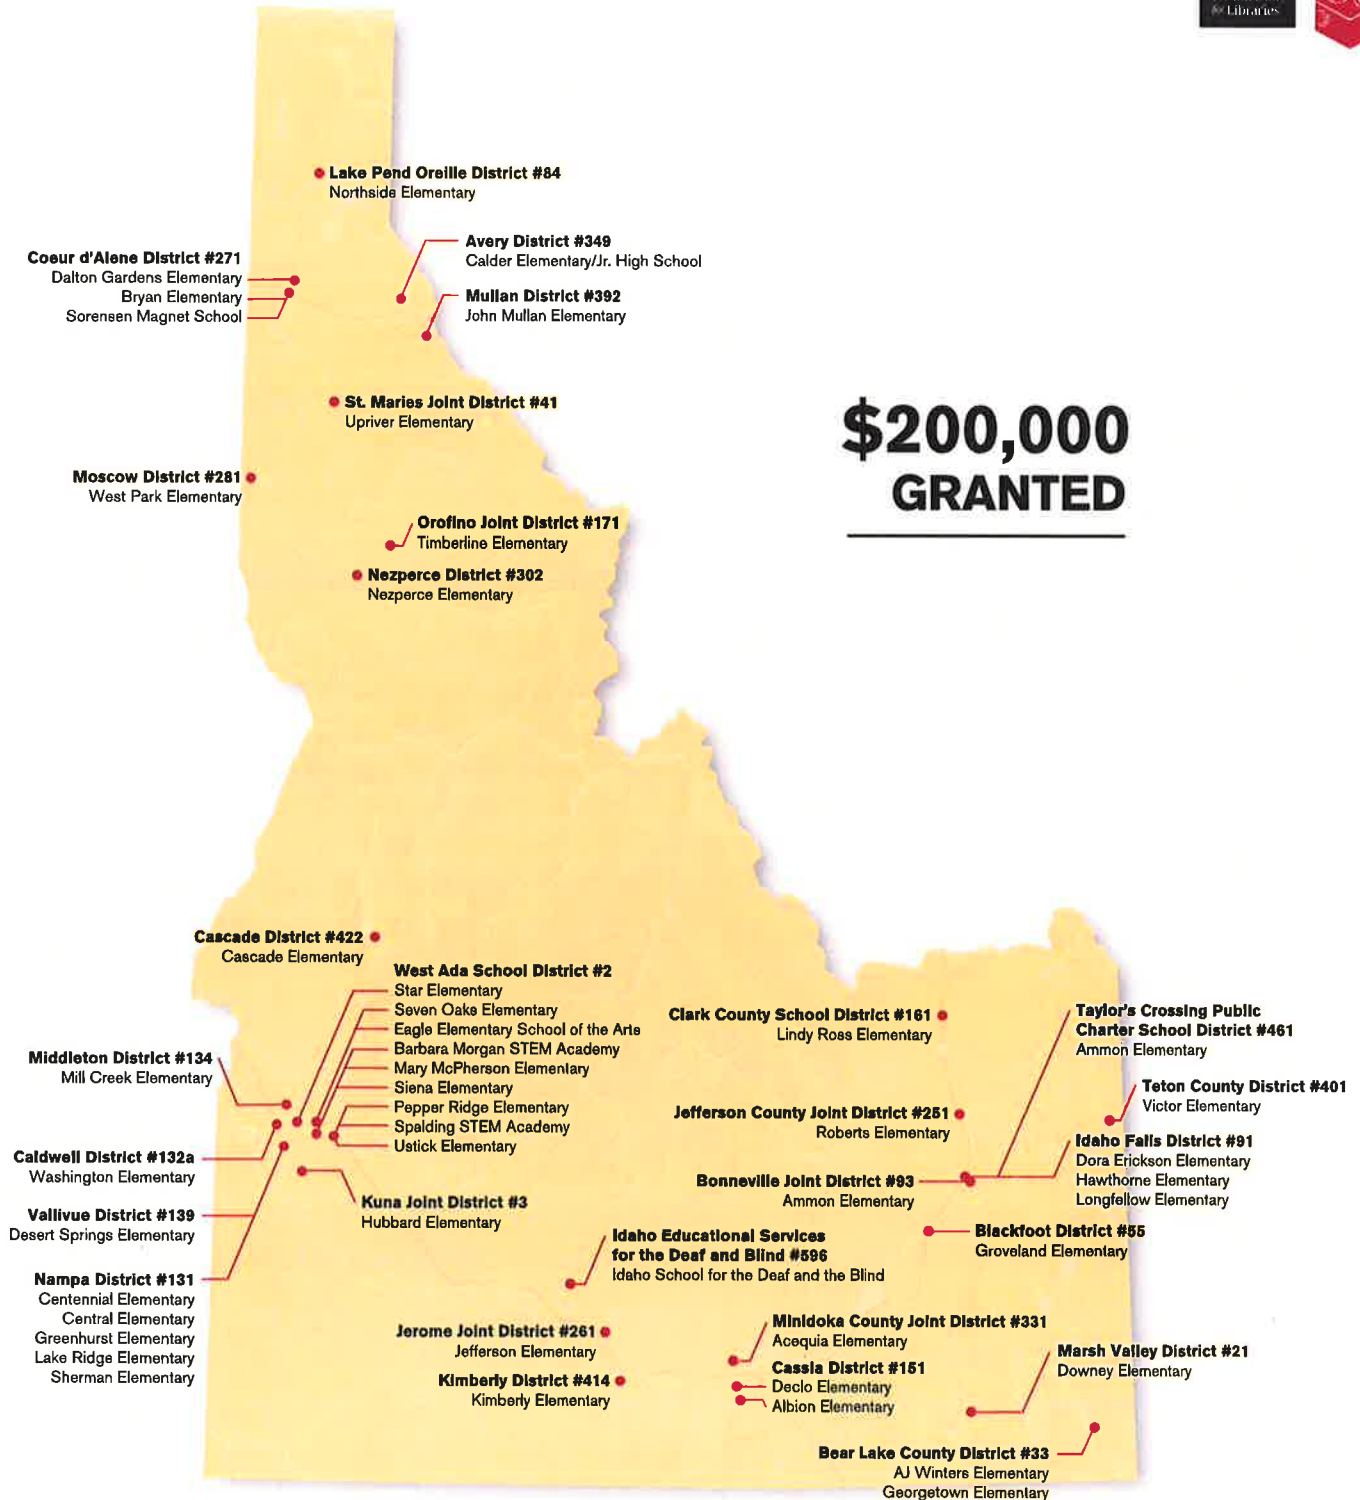 for Libraries
Lake Pend Oreille District #84
Northside Elementary
Coeur d'Alene District #271
Dalton Gardens Elementary
Bryan Elementary
Sorensen Magnet School
Avery District #349
Calder Elementary/Jr. High School
Mullan District #392
John Mullan Elementary
St. Maries Joint District #41
Upriver Elementary
$200,000
GRANTED
Moscow District #281
West Park Elementary
Orofino Joint District #171
Timberline Elementary
Nezperce District #302
Nezperce Elementary
Cascade District #422
Cascade Elementary
West Ada School District #2
Star Elementary
Seven Oaks Elementary
Eagle Elementary School of the Arts
Barbara Morgan STEM Academy
Mary McPherson Elementary
Siena Elementary
Pepper Ridge Elementary
Spalding STEM Academy
Ustick Elementary
Middleton District #134
Mill Creek Elementary
Caldwell District #132a
Washington Elementary
Vallivue District #139
Desert Springs Elementary
Nampa District #131
Centennial Elementary
Central Elementary
Greenhurst Elementary
Lake Ridge Elementary
Sherman Elementary
Kuna Joint District #3
Hubbard Elementary
Clark County School District #161
Lindy Ross Elementary
Taylor's Crossing Public
Charter School District #461
Ammon Elementary
Teton County District #401
Victor Elementary
Jefferson County Joint District #251
Roberts Elementary
Idaho Falls District #91
Dora Erickson Elementary
Hawthorne Elementary
Longfellow Elementary
Bonneville Joint District #93
Ammon Elementary
Blackfoot District #55
Groveland Elementary
Idaho Educational Services
for the Deaf and Blind #596
Idaho School for the Deaf and the Blind
Jerome Joint District #261
Jefferson Elementary
Kimberly District #414
Kimberly Elementary
Minidoka County Joint District #331
Acequia Elementary
Cassia District #151
Declo Elementary
Albion Elementary
Marsh Valley District #21
Downey Elementary
Bear Lake County District #33
AJ Winters Elementary
Georgetown Elementary